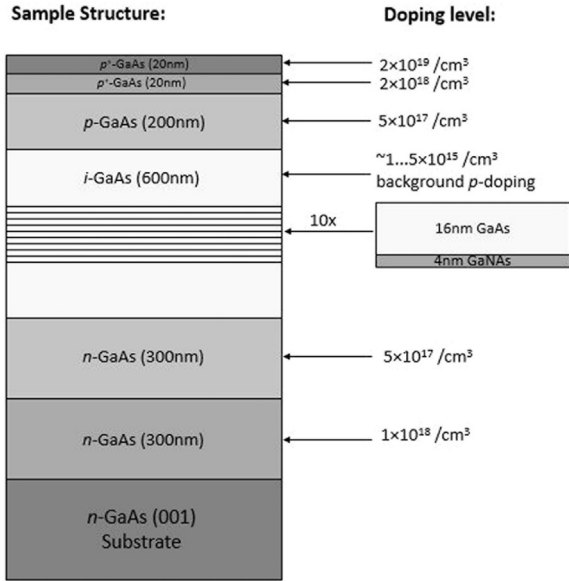 Sample Structure:
Doping level:
p⁺-GaAs (20nm)
2×10¹⁹ /cm³
p⁺-GaAs (20nm)
2×10¹⁸ /cm³
p-GaAs (200nm)
5×10¹⁷ /cm³
i-GaAs (600nm)
~1...5×10¹⁵ /cm³
background p-doping
10x
16nm GaAs
4nm GaNAs
n-GaAs (300nm)
5×10¹⁷ /cm³
n-GaAs (300nm)
1×10¹⁸ /cm³
n-GaAs (001)
Substrate